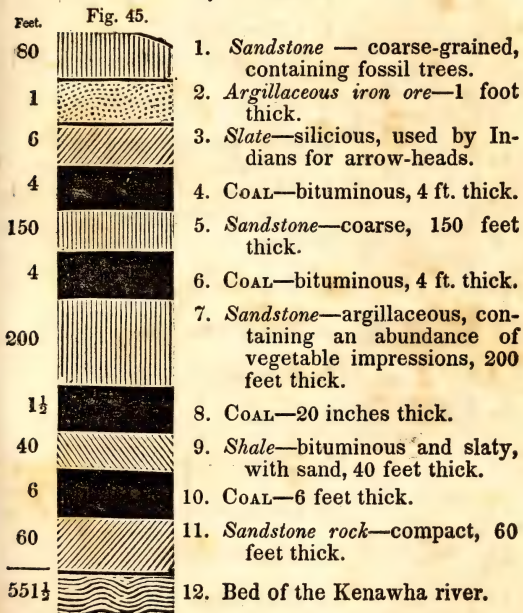 Feet.
Fig. 45.
80
1
6
4
150
4
200
1½
40
6
60
551½
1. Sandstone — coarse-grained,
containing fossil trees.
2. Argillaceous iron ore—1 foot
thick.
3. Slate—silicious, used by In-
dians for arrow-heads.
4. COAL—bituminous, 4 ft. thick.
5. Sandstone—coarse, 150 feet
thick.
6. COAL—bituminous, 4 ft. thick.
7. Sandstone—argillaceous, con-
taining an abundance of
vegetable impressions, 200
feet thick.
8. COAL—20 inches thick.
9. Shale—bituminous and slaty,
with sand, 40 feet thick.
10. COAL—6 feet thick.
11. Sandstone rock—compact, 60
feet thick.
12. Bed of the Kenawha river.